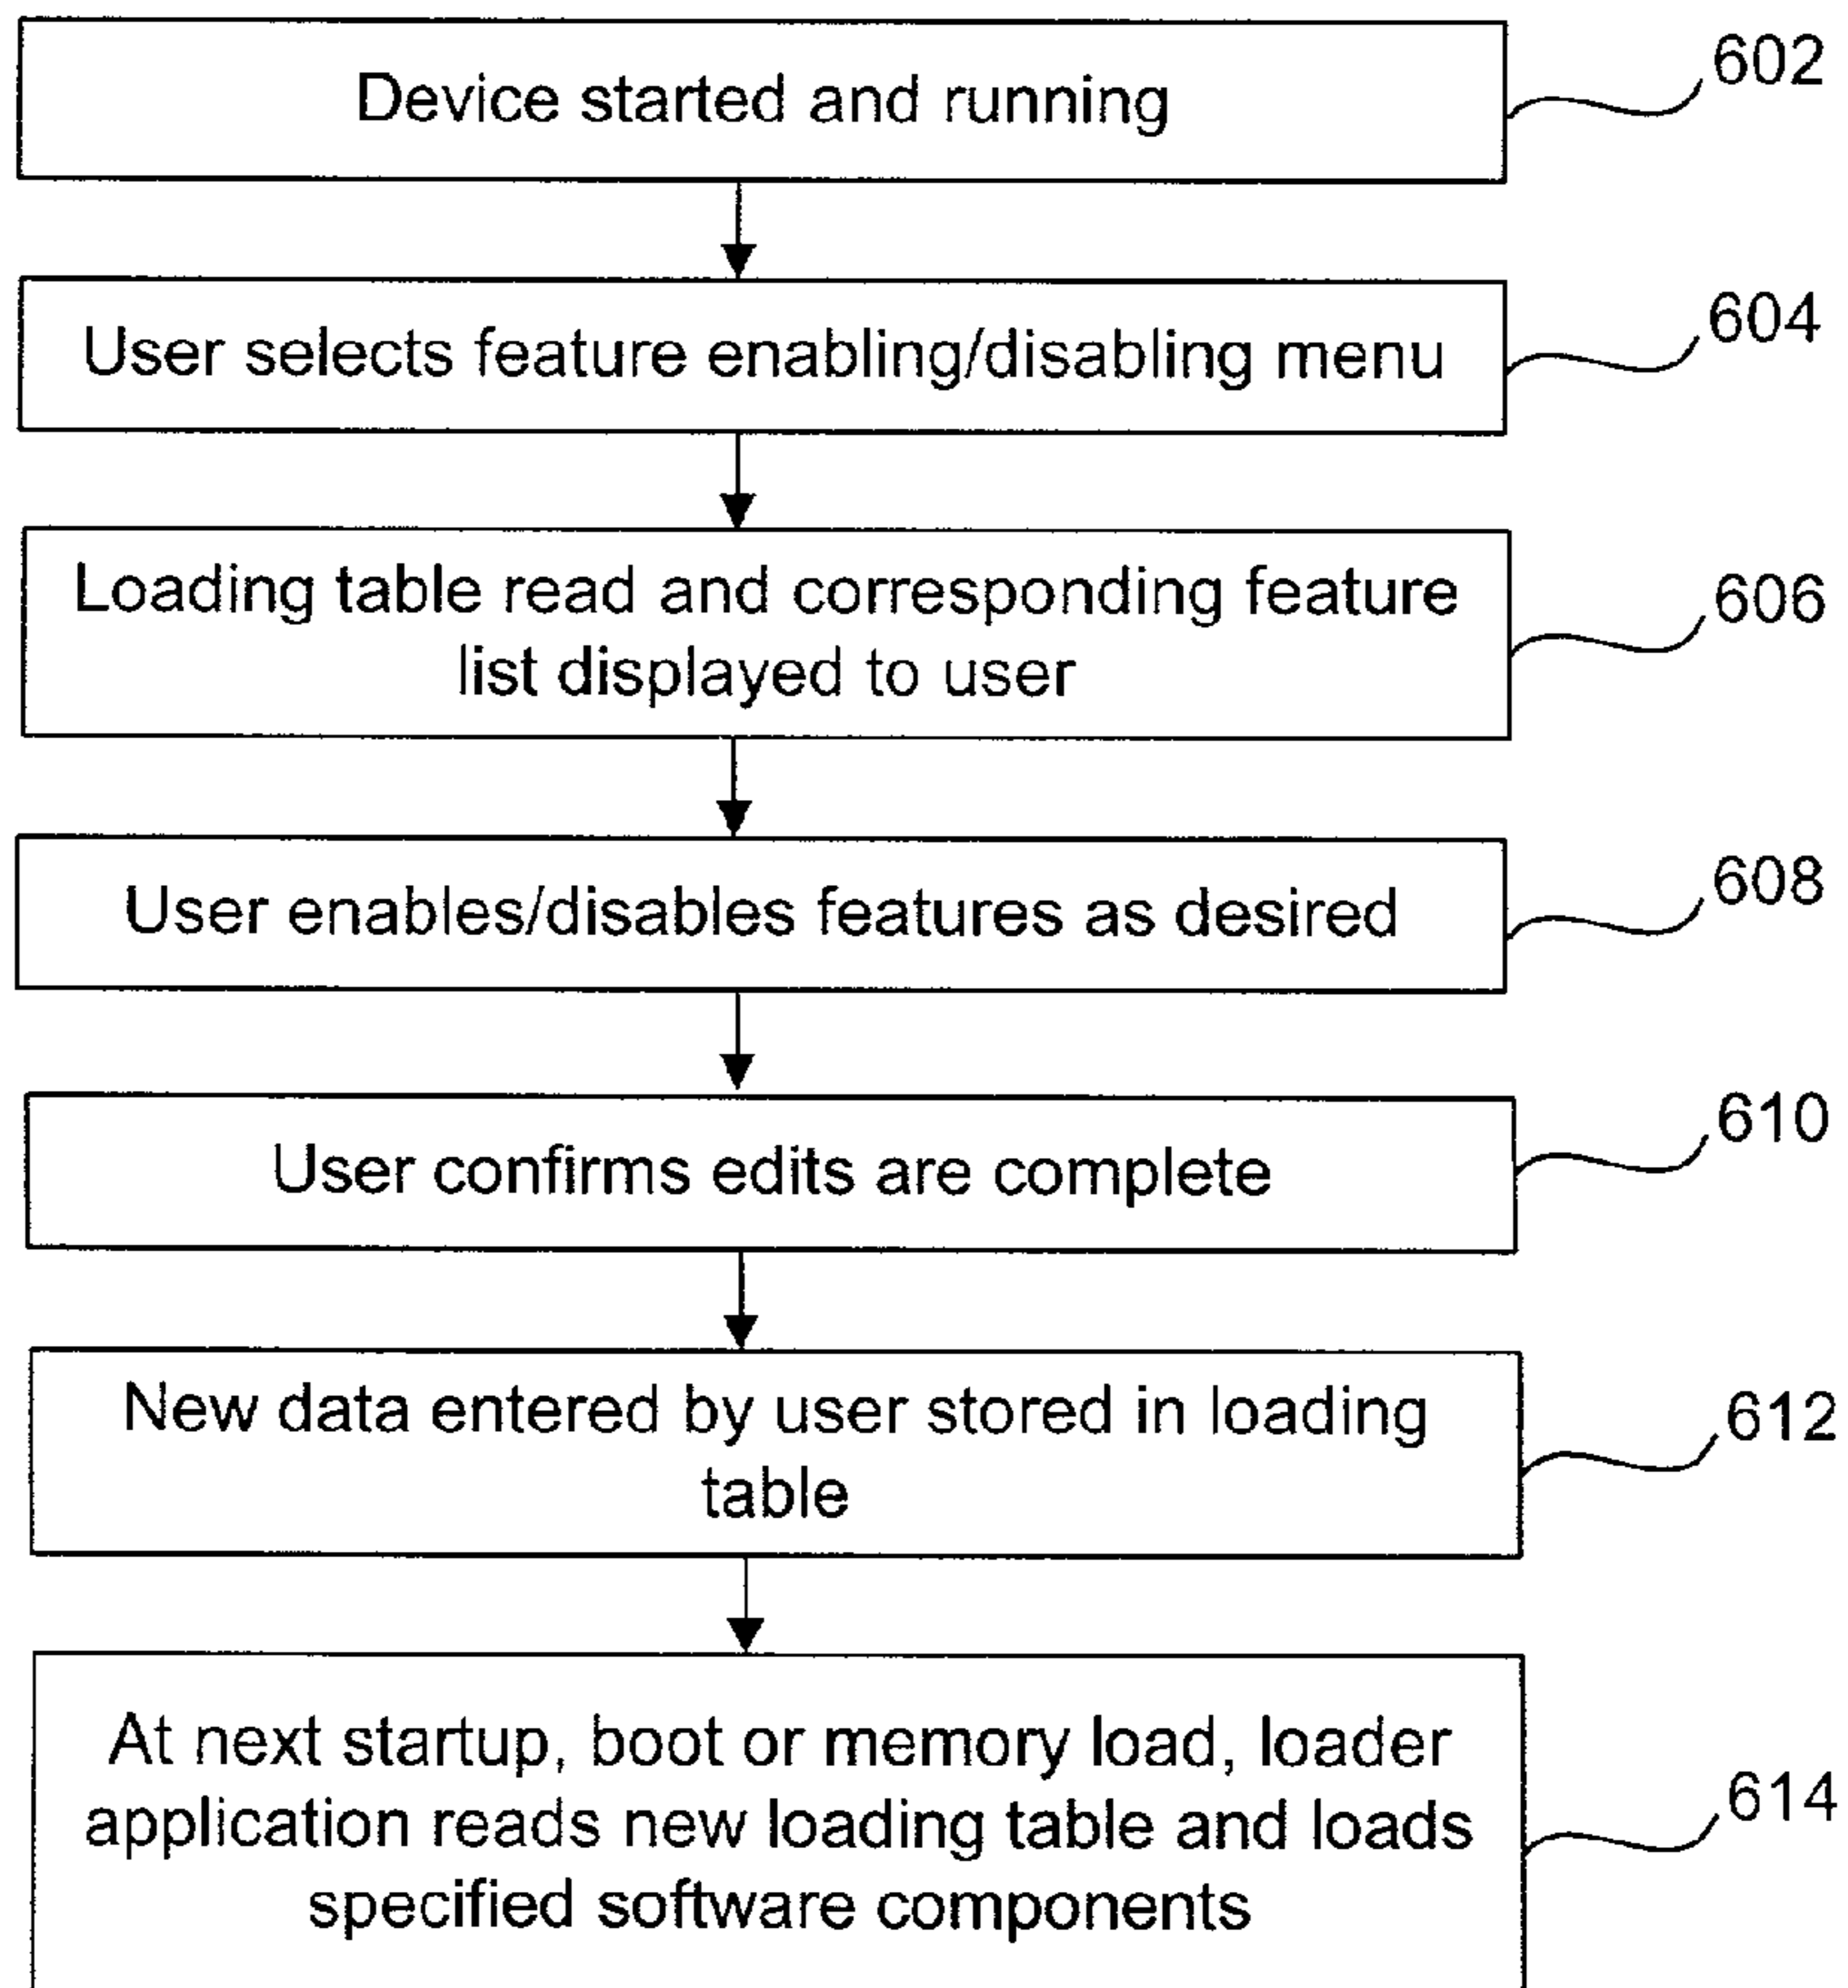 Device started and running
602
User selects feature enabling/disabling menu
604
Loading table read and corresponding feature
list displayed to user
606
User enables/disables features as desired
608
User confirms edits are complete
610
New data entered by user stored in loading
table
612
At next startup, boot or memory load, loader
application reads new loading table and loads
specified software components
614